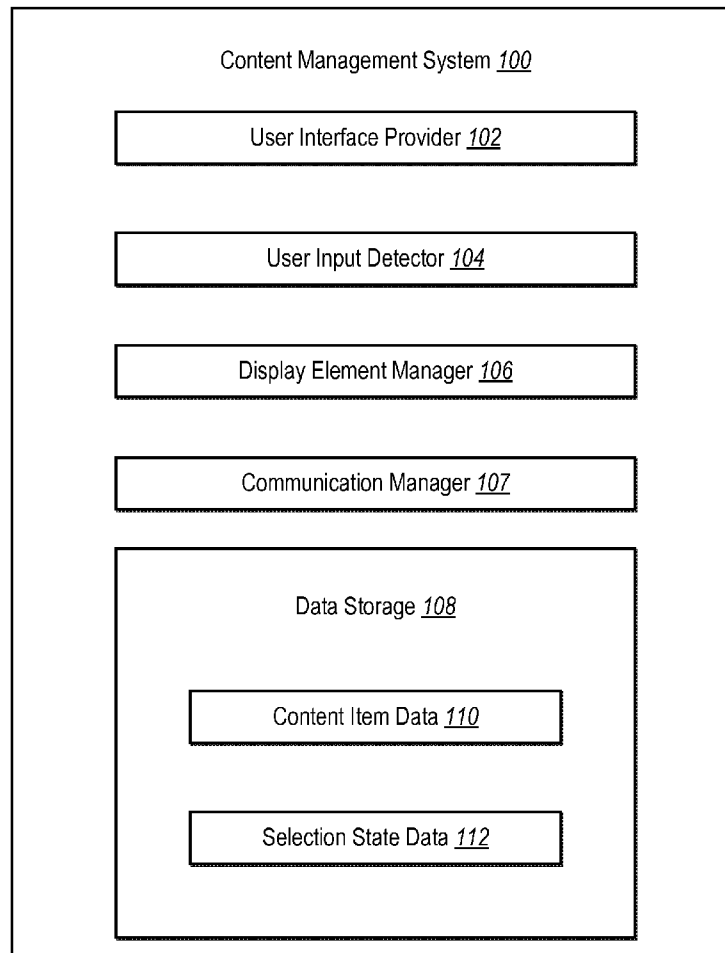 Content Management System 100
User Interface Provider 102
User Input Detector 104
Display Element Manager 106
Communication Manager 107
Data Storage 108
Content Item Data 110
Selection State Data 112